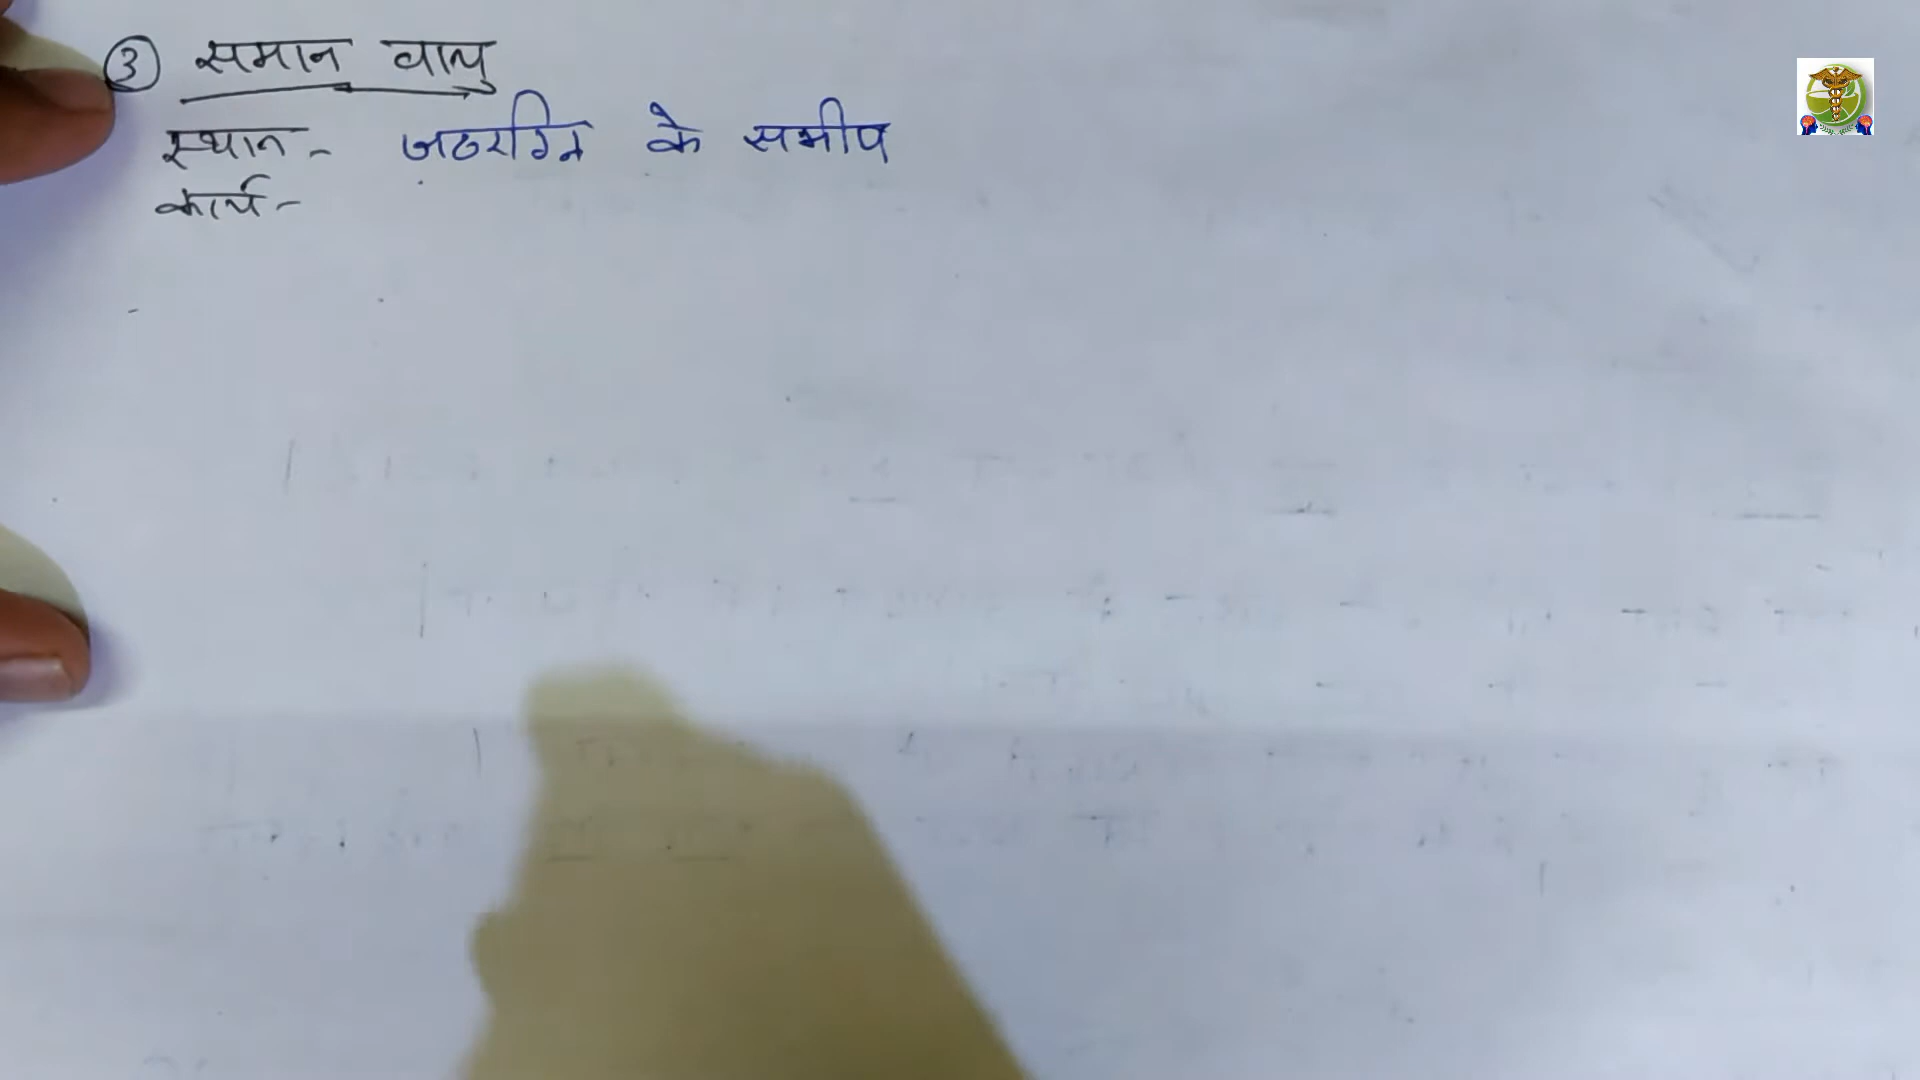 ③ समान वायु
स्थान - जठराग्नि के समीप
कार्य -